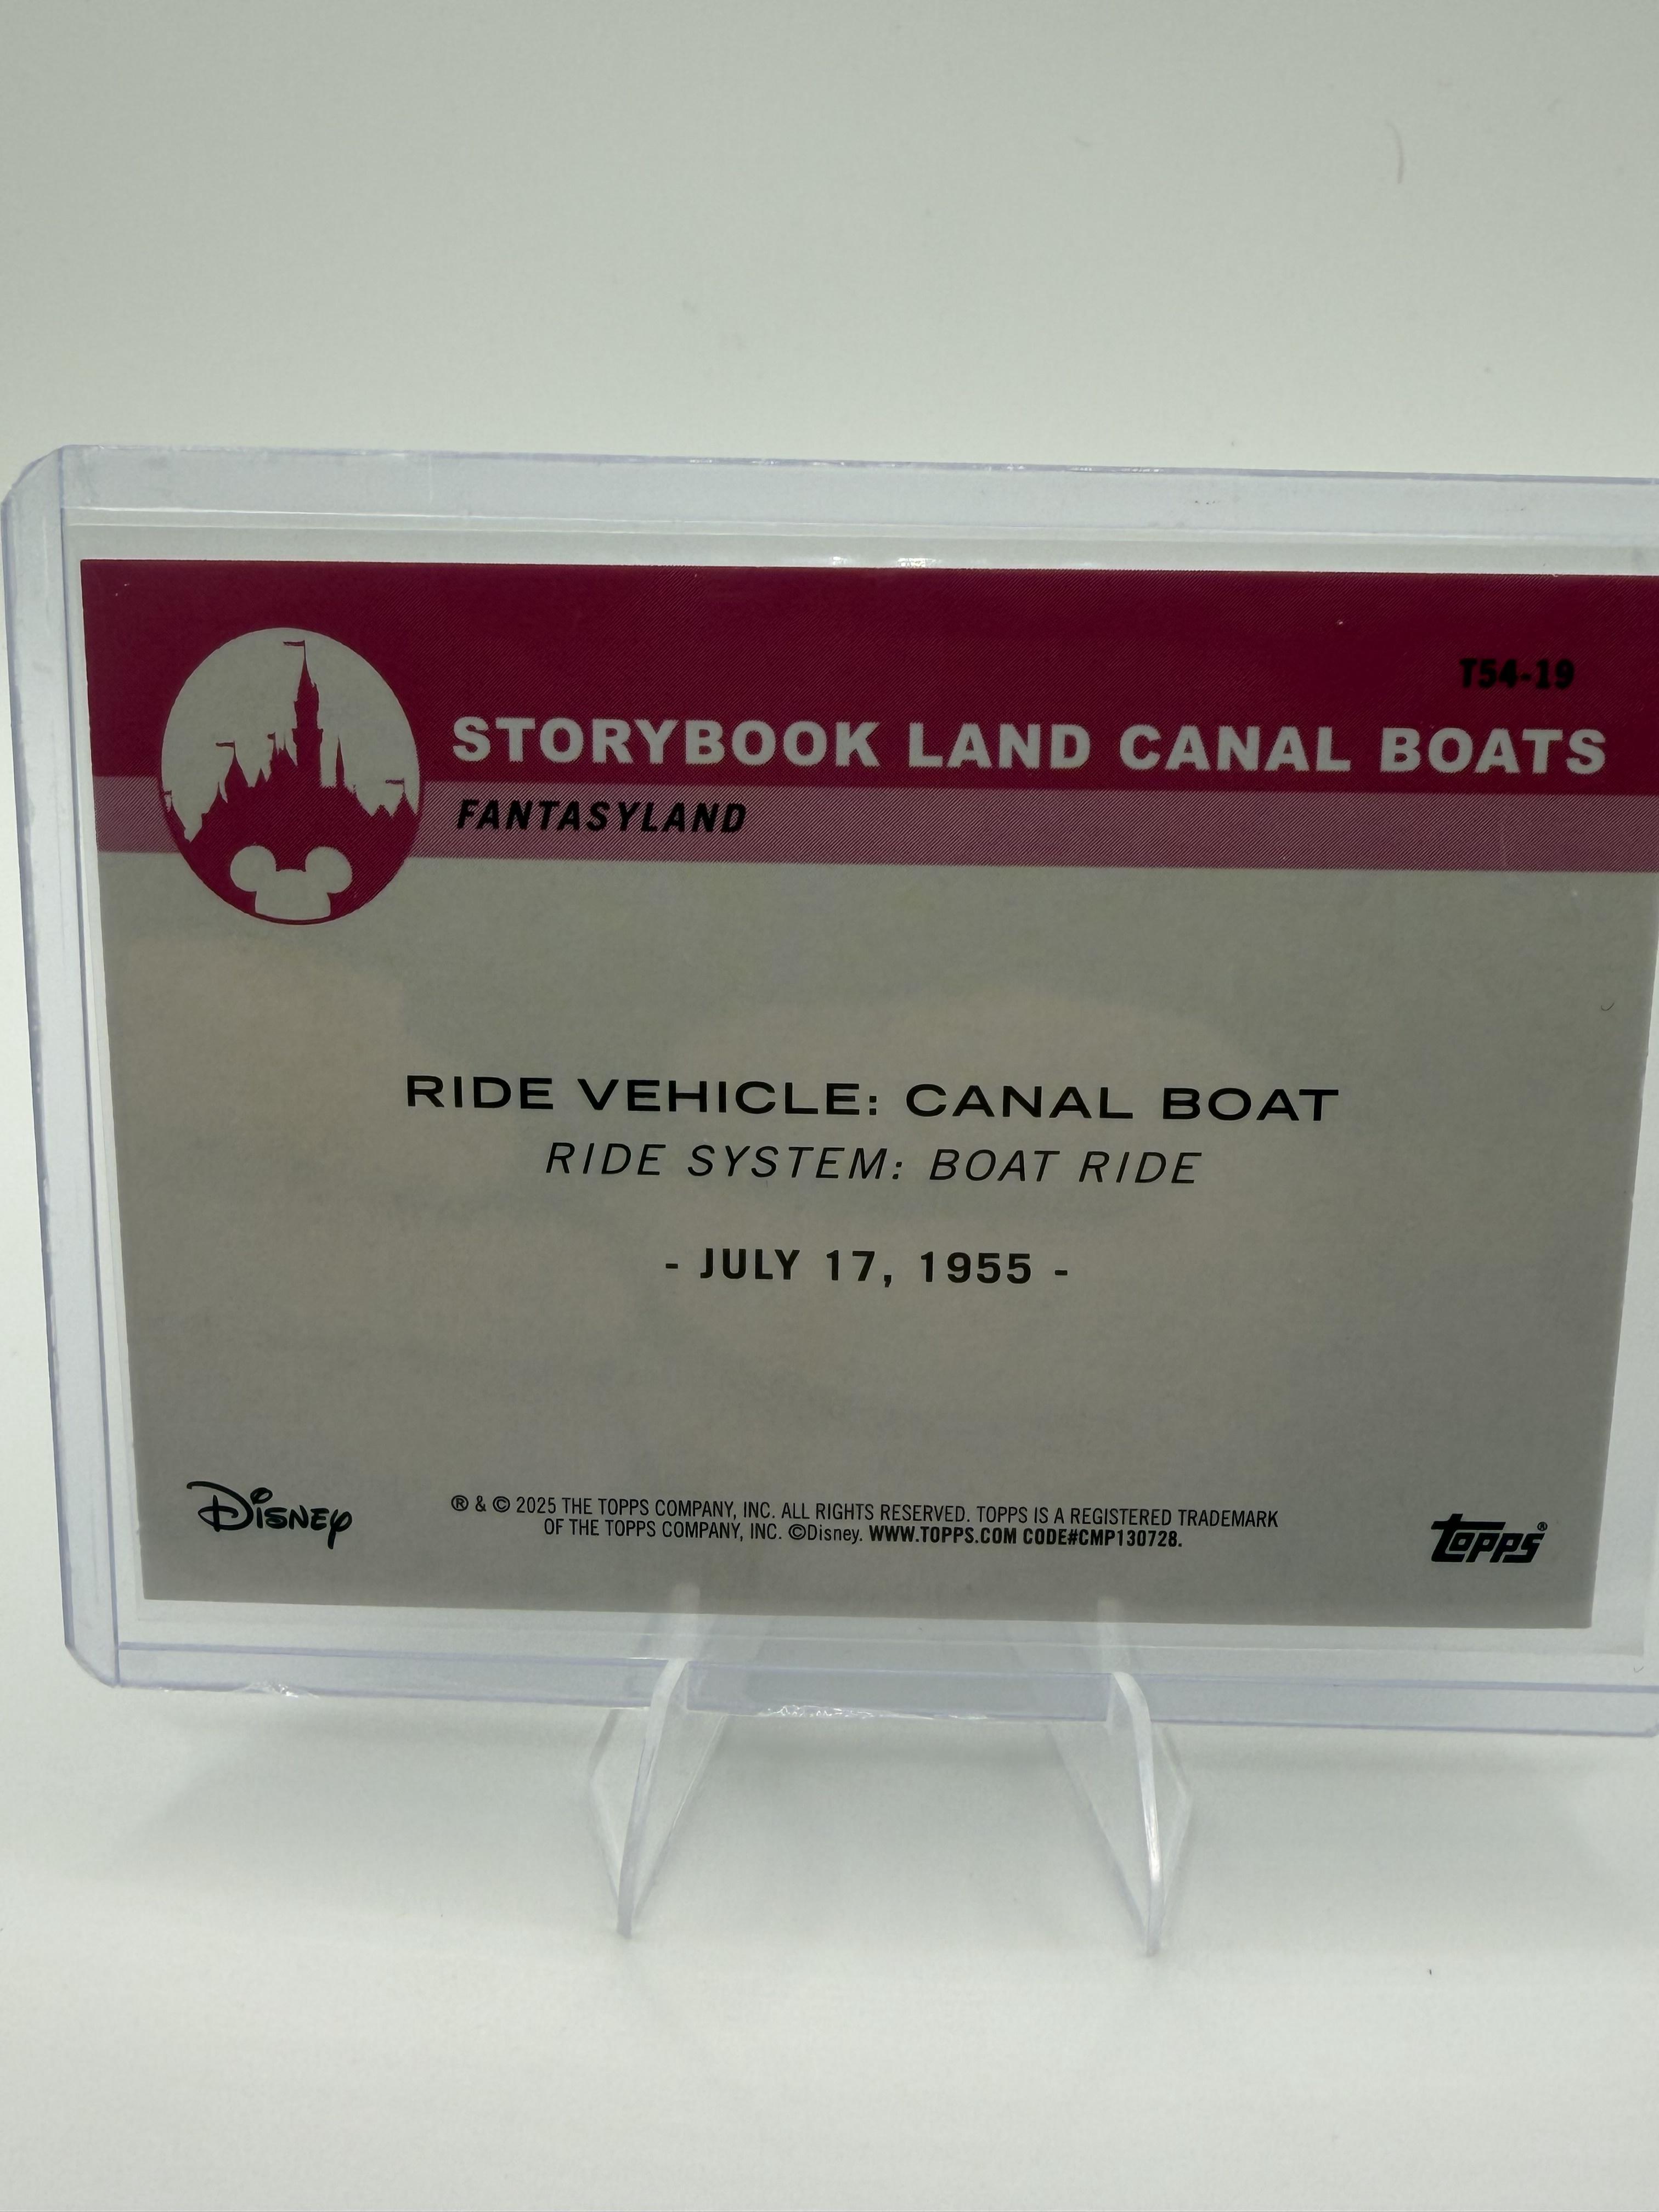 T54-19
STORYBOOK LAND CANAL BOATS
FANTASYLAND
RIDE VEHICLE: CANAL BOAT
RIDE SYSTEM: BOAT RIDE
- JULY 17, 1955 -
Disney
® & © 2025 THE TOPPS COMPANY, INC. ALL RIGHTS RESERVED. TOPPS IS A REGISTERED TRADEMARK
OF THE TOPPS COMPANY, INC. ©Disney. WWW.TOPPS.COM CODE#CMP130728.
topps®